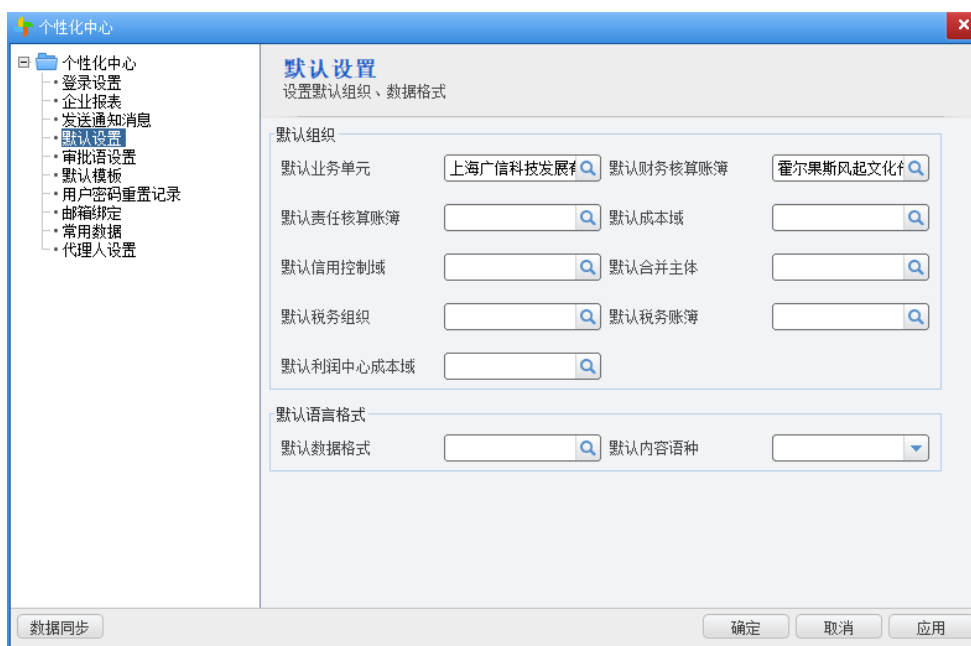 个性化中心
个性化中心
登录设置
企业报表
发送通知消息
默认设置
审批语设置
默认模板
用户密码重置记录
邮箱绑定
常用数据
代理人设置
默认设置
设置默认组织、数据格式
默认组织
默认业务单元 上海广信科技发展有 默认财务核算账簿 霍尔果斯风起文化传
默认责任核算账簿 默认成本域
默认信用控制域 默认合并主体
默认税务组织 默认税务账簿
默认利润中心成本域
默认语言格式
默认数据格式 默认内容语种
数据同步 确定 取消 应用